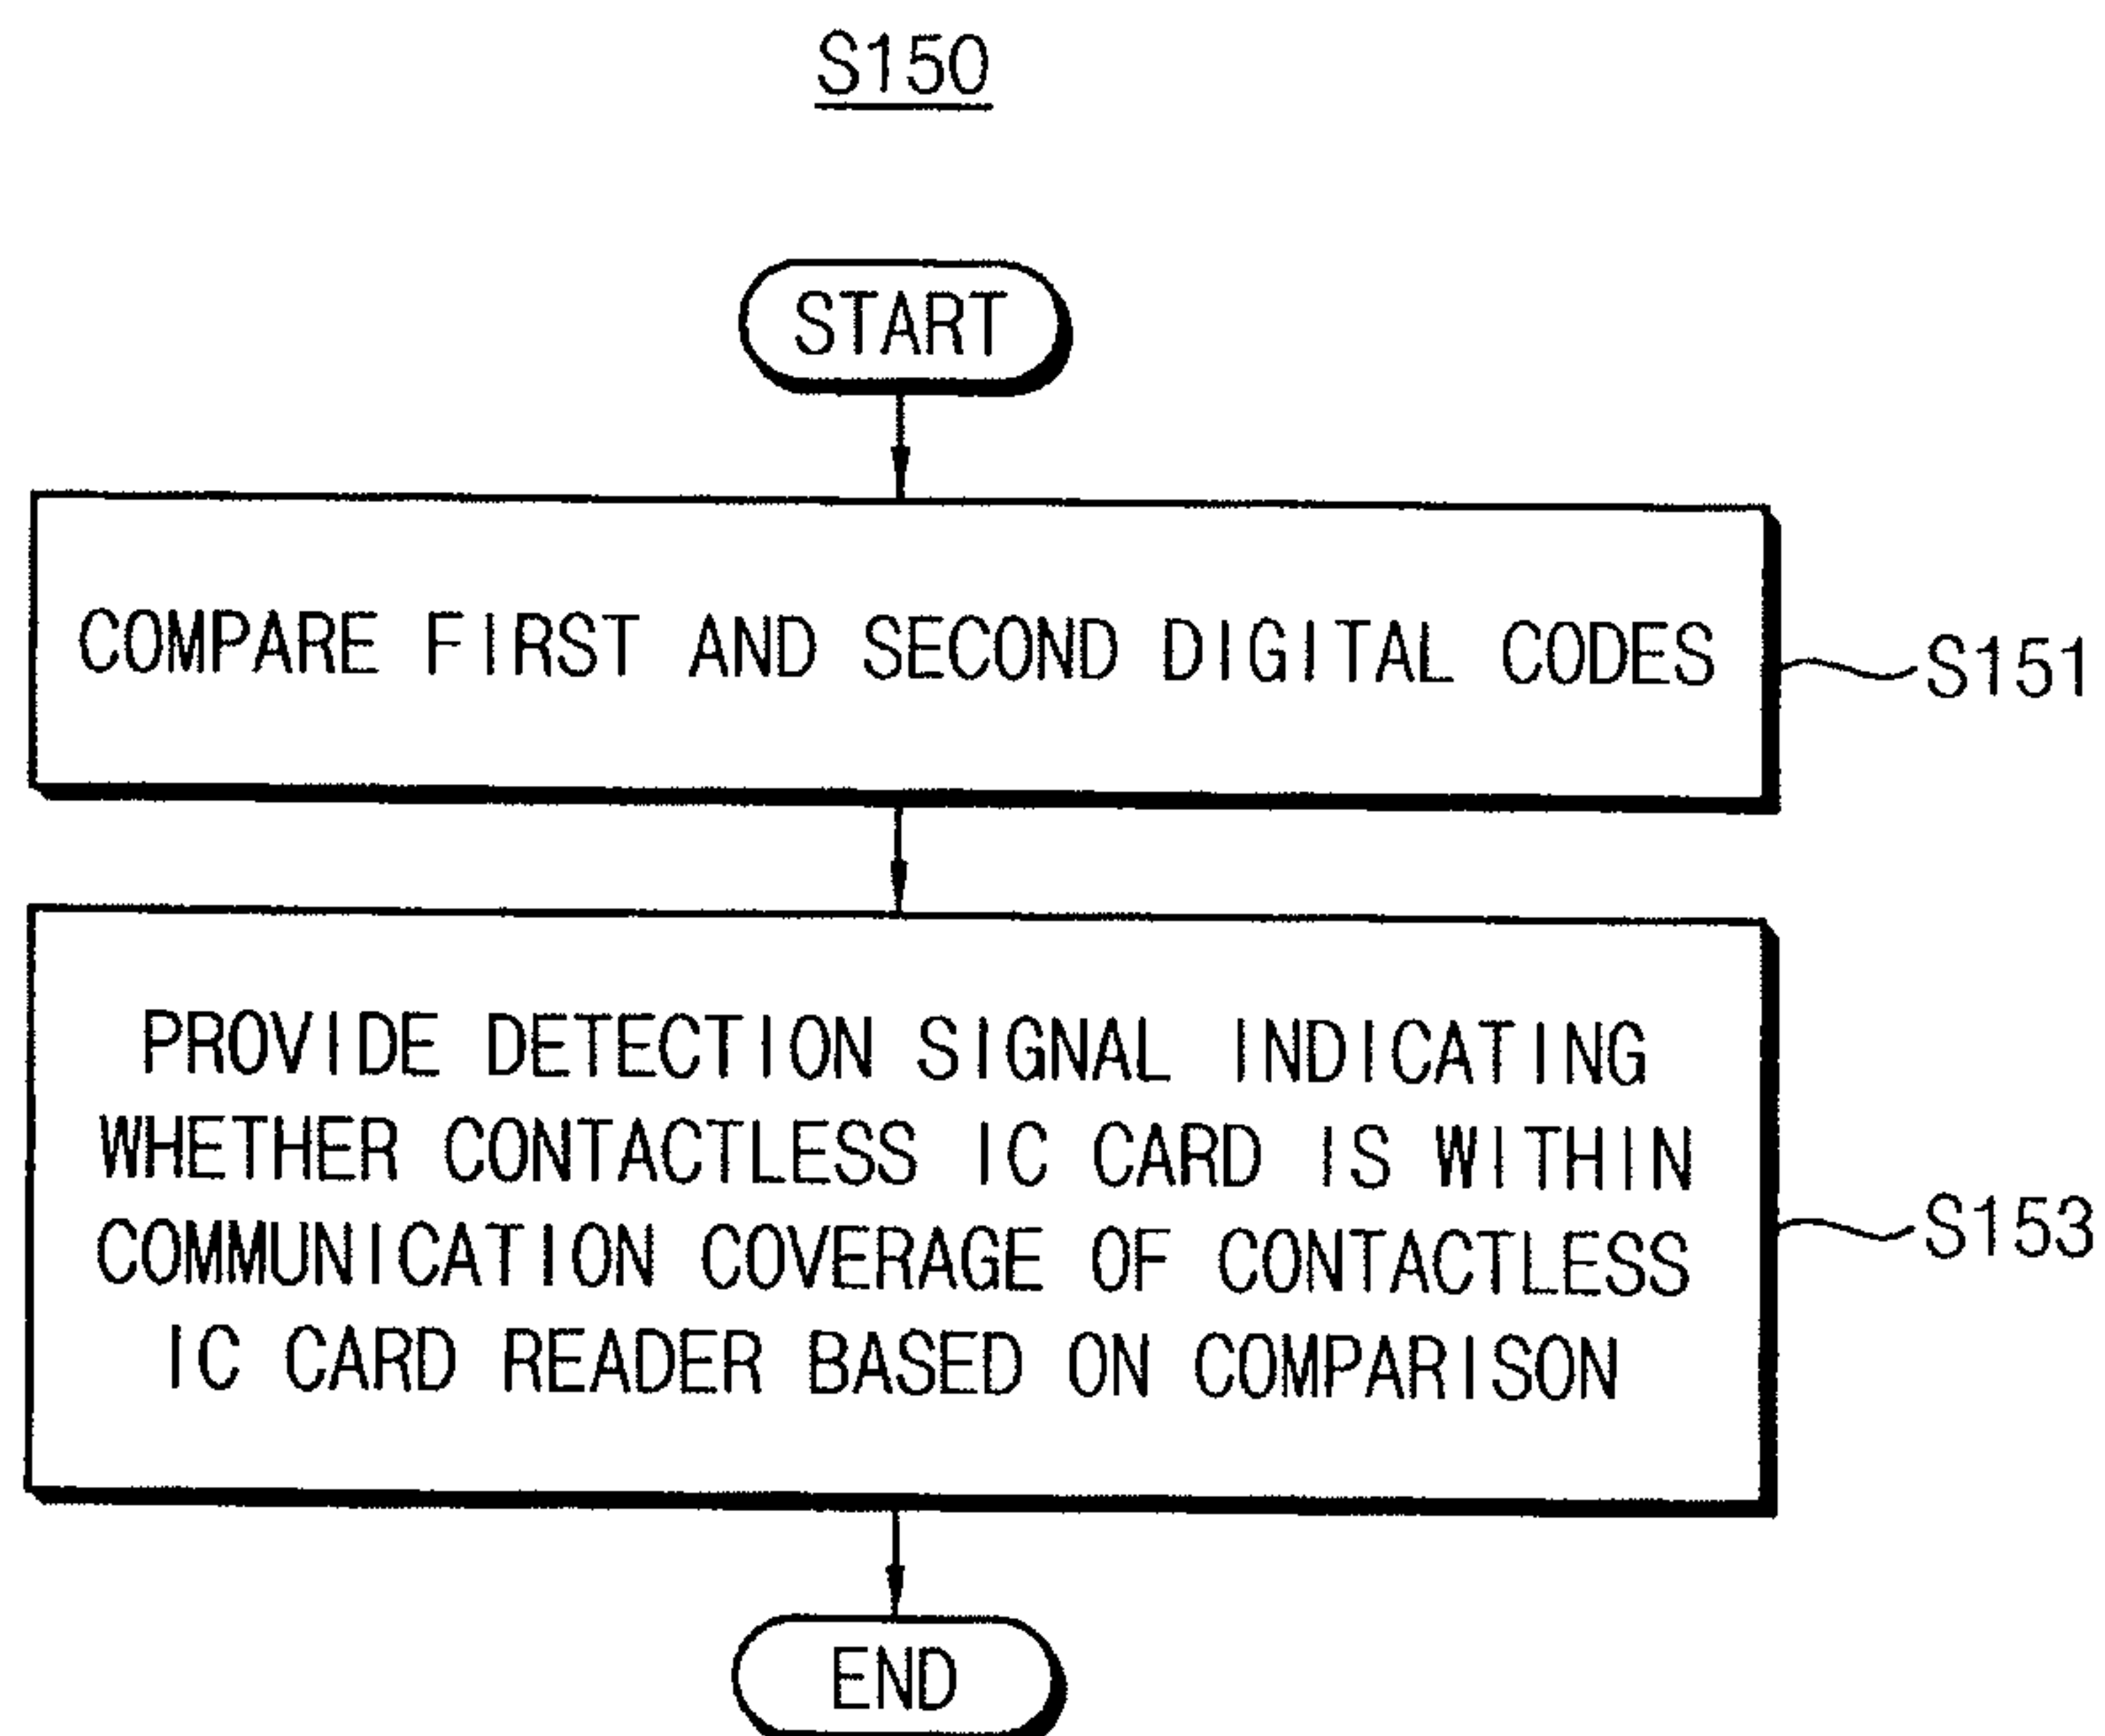 S150
START
COMPARE FIRST AND SECOND DIGITAL CODES
S151
PROVIDE DETECTION SIGNAL INDICATING
WHETHER CONTACTLESS IC CARD IS WITHIN
COMMUNICATION COVERAGE OF CONTACTLESS
IC CARD READER BASED ON COMPARISON
S153
END